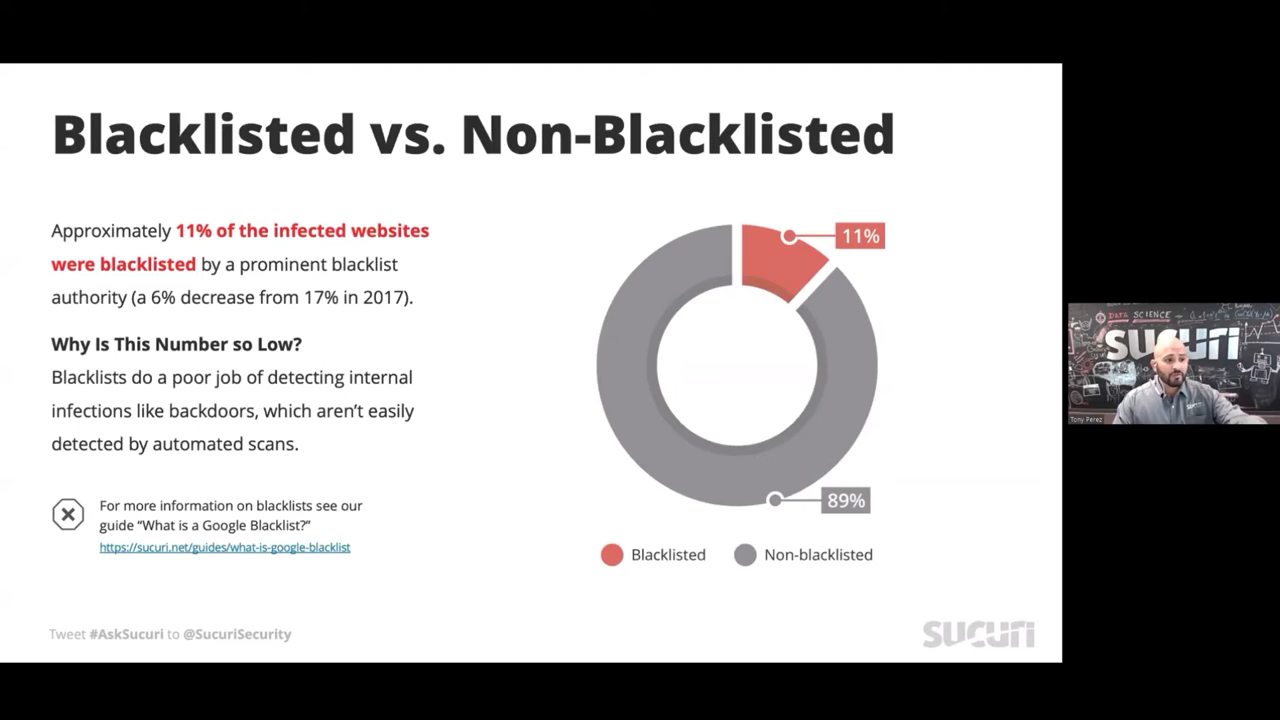 Blacklisted vs. Non-Blacklisted
Approximately 11% of the infected websites
were blacklisted by a prominent blacklist
authority (a 6% decrease from 17% in 2017).
Why Is This Number so Low?
Blacklists do a poor job of detecting internal
infections like backdoors, which aren’t easily
detected by automated scans.
For more information on blacklists see our
guide “What is a Google Blacklist?”
https://sucuri.net/guides/what-is-google-blacklist
11%
89%
Blacklisted
Non-blacklisted
Tweet #AskSucuri to @SucuriSecurity
sucuri
DATA SCIENCE
sucuri
Tony Perez